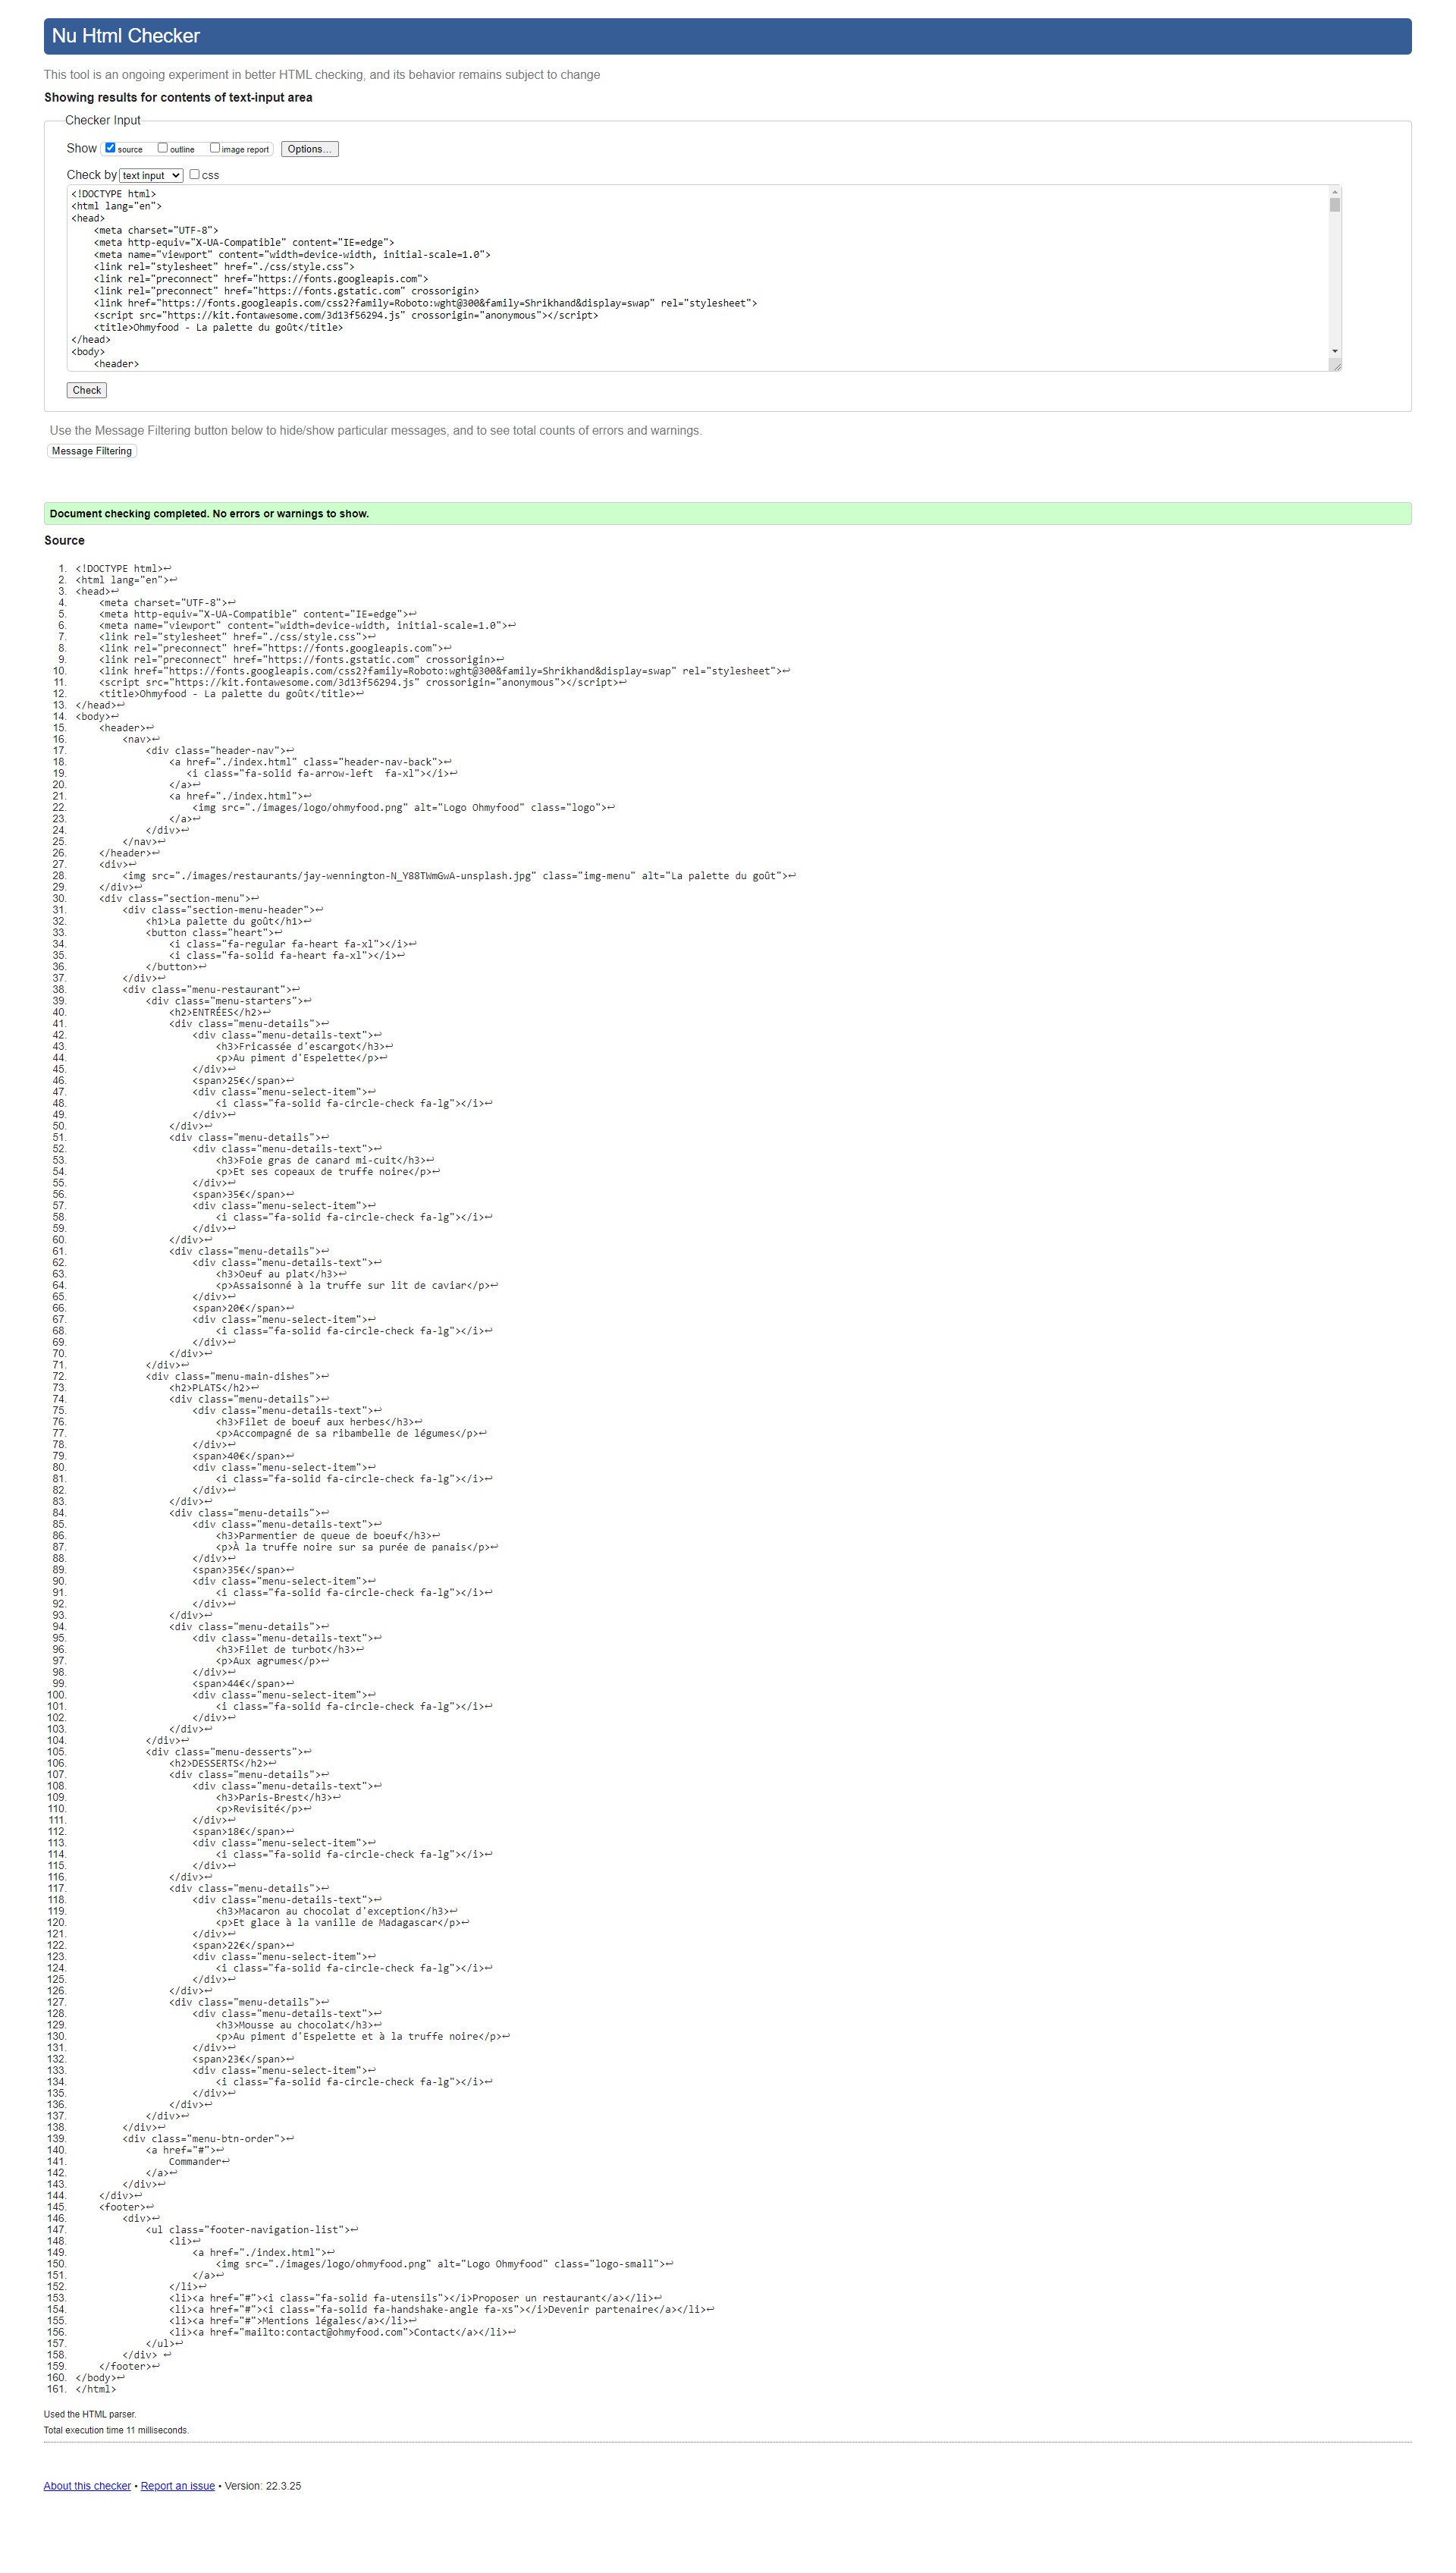 Nu Html Checker
This tool is an ongoing experiment in better HTML checking, and its behavior remains subject to change
Showing results for contents of text-input area
Checker Input
Show source outline image report Options...
Check by text input css
<!DOCTYPE html>
<html lang="en">
<head>
    <meta charset="UTF-8">
    <meta http-equiv="X-UA-Compatible" content="IE=edge">
    <meta name="viewport" content="width=device-width, initial-scale=1.0">
    <link rel="stylesheet" href="./css/style.css">
    <link rel="preconnect" href="https://fonts.googleapis.com">
    <link rel="preconnect" href="https://fonts.gstatic.com" crossorigin>
    <link href="https://fonts.googleapis.com/css2?family=Roboto:wght@300&family=Shrikhand&display=swap" rel="stylesheet">
    <script src="https://kit.fontawesome.com/3d13f56294.js" crossorigin="anonymous"></script>
    <title>Ohmyfood - La palette du goût</title>
</head>
<body>
    <header>
Check
Use the Message Filtering button below to hide/show particular messages, and to see total counts of errors and warnings.
Message Filtering
Document checking completed. No errors or warnings to show.
Source
1. <!DOCTYPE html>↩
2. <html lang="en">↩
3. <head>↩
4.     <meta charset="UTF-8">↩
5.     <meta http-equiv="X-UA-Compatible" content="IE=edge">↩
6.     <meta name="viewport" content="width=device-width, initial-scale=1.0">↩
7.     <link rel="stylesheet" href="./css/style.css">↩
8.     <link rel="preconnect" href="https://fonts.googleapis.com">↩
9.     <link rel="preconnect" href="https://fonts.gstatic.com" crossorigin>↩
10.     <link href="https://fonts.googleapis.com/css2?family=Roboto:wght@300&family=Shrikhand&display=swap" rel="stylesheet">↩
11.     <script src="https://kit.fontawesome.com/3d13f56294.js" crossorigin="anonymous"></script>↩
12.     <title>Ohmyfood - La palette du goût</title>↩
13. </head>↩
14. <body>↩
15.     <header>↩
16.         <nav>↩
17.             <div class="header-nav">↩
18.                 <a href="./index.html" class="header-nav-back">↩
19.                    <i class="fa-solid fa-arrow-left  fa-xl"></i>↩
20.                 </a>↩
21.                 <a href="./index.html">↩
22.                     <img src="./images/logo/ohmyfood.png" alt="Logo Ohmyfood" class="logo">↩
23.                 </a>↩
24.             </div>↩
25.         </nav>↩
26.     </header>↩
27.     <div>↩
28.         <img src="./images/restaurants/jay-wennington-N_Y88TWmGwA-unsplash.jpg" class="img-menu" alt="La palette du goût">↩
29.     </div>↩
30.     <div class="section-menu">↩
31.         <div class="section-menu-header">↩
32.             <h1>La palette du goût</h1>↩
33.             <button class="heart">↩
34.                 <i class="fa-regular fa-heart fa-xl"></i>↩
35.                 <i class="fa-solid fa-heart fa-xl"></i>↩
36.             </button>↩
37.         </div>↩
38.         <div class="menu-restaurant">↩
39.             <div class="menu-starters">↩
40.                 <h2>ENTRÉES</h2>↩
41.                 <div class="menu-details">↩
42.                     <div class="menu-details-text">↩
43.                         <h3>Fricassée d'escargot</h3>↩
44.                         <p>Au piment d'Espelette</p>↩
45.                     </div>↩
46.                     <span>25€</span>↩
47.                     <div class="menu-select-item">↩
48.                         <i class="fa-solid fa-circle-check fa-lg"></i>↩
49.                     </div>↩
50.                 </div>↩
51.                 <div class="menu-details">↩
52.                     <div class="menu-details-text">↩
53.                         <h3>Foie gras de canard mi-cuit</h3>↩
54.                         <p>Et ses copeaux de truffe noire</p>↩
55.                     </div>↩
56.                     <span>35€</span>↩
57.                     <div class="menu-select-item">↩
58.                         <i class="fa-solid fa-circle-check fa-lg"></i>↩
59.                     </div>↩
60.                 </div>↩
61.                 <div class="menu-details">↩
62.                     <div class="menu-details-text">↩
63.                         <h3>Oeuf au plat</h3>↩
64.                         <p>Assaisonné à la truffe sur lit de caviar</p>↩
65.                     </div>↩
66.                     <span>20€</span>↩
67.                     <div class="menu-select-item">↩
68.                         <i class="fa-solid fa-circle-check fa-lg"></i>↩
69.                     </div>↩
70.                 </div>↩
71.             </div>↩
72.             <div class="menu-main-dishes">↩
73.                 <h2>PLATS</h2>↩
74.                 <div class="menu-details">↩
75.                     <div class="menu-details-text">↩
76.                         <h3>Filet de boeuf aux herbes</h3>↩
77.                         <p>Accompagné de sa ribambelle de légumes</p>↩
78.                     </div>↩
79.                     <span>40€</span>↩
80.                     <div class="menu-select-item">↩
81.                         <i class="fa-solid fa-circle-check fa-lg"></i>↩
82.                     </div>↩
83.                 </div>↩
84.                 <div class="menu-details">↩
85.                     <div class="menu-details-text">↩
86.                         <h3>Parmentier de queue de boeuf</h3>↩
87.                         <p>À la truffe noire sur sa purée de panais</p>↩
88.                     </div>↩
89.                     <span>35€</span>↩
90.                     <div class="menu-select-item">↩
91.                         <i class="fa-solid fa-circle-check fa-lg"></i>↩
92.                     </div>↩
93.                 </div>↩
94.                 <div class="menu-details">↩
95.                     <div class="menu-details-text">↩
96.                         <h3>Filet de turbot</h3>↩
97.                         <p>Aux agrumes</p>↩
98.                     </div>↩
99.                     <span>44€</span>↩
100.                     <div class="menu-select-item">↩
101.                         <i class="fa-solid fa-circle-check fa-lg"></i>↩
102.                     </div>↩
103.                 </div>↩
104.             </div>↩
105.             <div class="menu-desserts">↩
106.                 <h2>DESSERTS</h2>↩
107.                 <div class="menu-details">↩
108.                     <div class="menu-details-text">↩
109.                         <h3>Paris-Brest</h3>↩
110.                         <p>Revisité</p>↩
111.                     </div>↩
112.                     <span>18€</span>↩
113.                     <div class="menu-select-item">↩
114.                         <i class="fa-solid fa-circle-check fa-lg"></i>↩
115.                     </div>↩
116.                 </div>↩
117.                 <div class="menu-details">↩
118.                     <div class="menu-details-text">↩
119.                         <h3>Macaron au chocolat d'exception</h3>↩
120.                         <p>Et glace à la vanille de Madagascar</p>↩
121.                     </div>↩
122.                     <span>22€</span>↩
123.                     <div class="menu-select-item">↩
124.                         <i class="fa-solid fa-circle-check fa-lg"></i>↩
125.                     </div>↩
126.                 </div>↩
127.                 <div class="menu-details">↩
128.                     <div class="menu-details-text">↩
129.                         <h3>Mousse au chocolat</h3>↩
130.                         <p>Au piment d'Espelette et à la truffe noire</p>↩
131.                     </div>↩
132.                     <span>23€</span>↩
133.                     <div class="menu-select-item">↩
134.                         <i class="fa-solid fa-circle-check fa-lg"></i>↩
135.                     </div>↩
136.                 </div>↩
137.             </div>↩
138.         </div>↩
139.         <div class="menu-btn-order">↩
140.             <a href="#">↩
141.                 Commander↩
142.             </a>↩
143.         </div>↩
144.     </div>↩
145.     <footer>↩
146.         <div>↩
147.             <ul class="footer-navigation-list">↩
148.                 <li>↩
149.                     <a href="./index.html">↩
150.                         <img src="./images/logo/ohmyfood.png" alt="Logo Ohmyfood" class="logo-small">↩
151.                     </a>↩
152.                 </li>↩
153.                 <li><a href="#"><i class="fa-solid fa-utensils"></i>Proposer un restaurant</a></li>↩
154.                 <li><a href="#"><i class="fa-solid fa-handshake-angle fa-xs"></i>Devenir partenaire</a></li>↩
155.                 <li><a href="#">Mentions légales</a></li>↩
156.                 <li><a href="mailto:contact@ohmyfood.com">Contact</a></li>↩
157.             </ul>↩
158.         </div> ↩
159.     </footer>↩
160. </body>↩
161. </html>
Used the HTML parser.
Total execution time 11 milliseconds.
About this checker • Report an issue • Version: 22.3.25